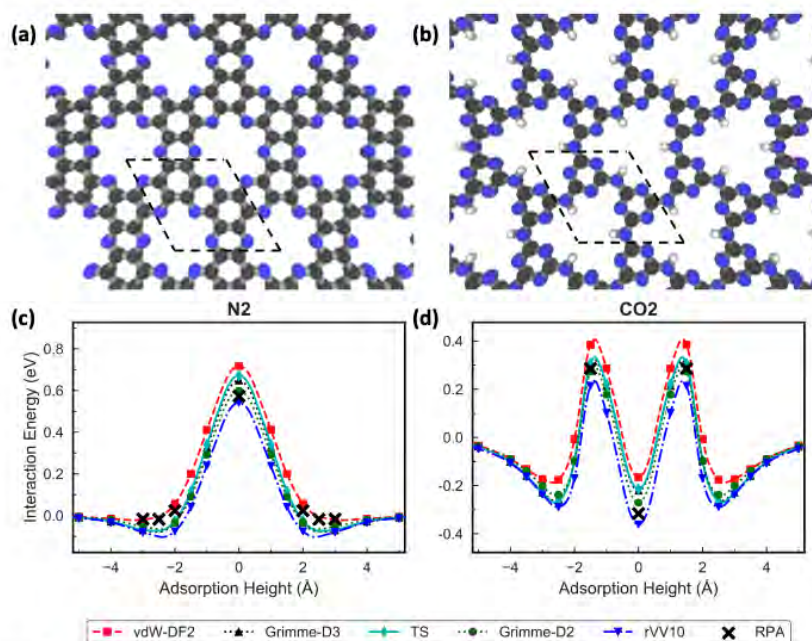 (a)
(b)
(c) N2
(d) CO2
Interaction Energy (eV)
0.8
0.6
0.4
0.2
0.0
−4 −2 0 2 4
Adsorption Height (Å)
0.4
0.2
0.0
-0.2
-0.4
−4 −2 0 2 4
Adsorption Height (Å)
vdW-DF2 Grimme-D3 TS Grimme-D2 rVV10 RPA